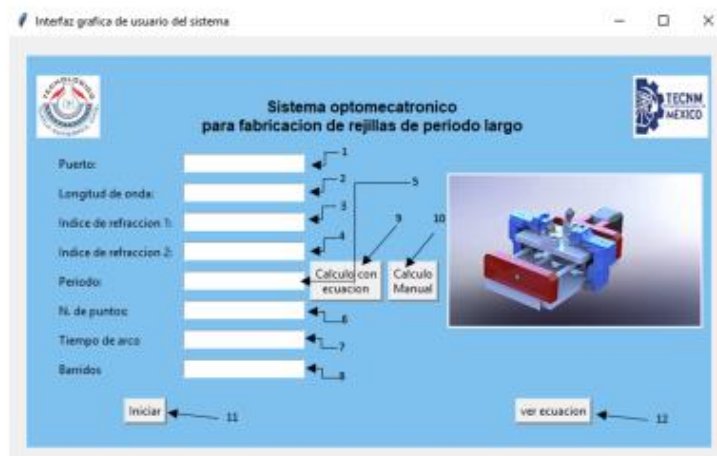 Interfaz grafica de usuario del sistema
Sistema optomecatronico
para fabricacion de rejillas de periodo largo
TECNM
MÉXICO
Puerto:
1
Longitud de onda:
2
5
Indice de refraccion 1:
3
9
10
Indice de refraccion 2:
4
Periodo:
Calculo con
ecuacion
Calculo
Manual
N. de puntos:
6
Tiempo de arco
7
Barridos
8
Iniciar
11
ver ecuacion
12